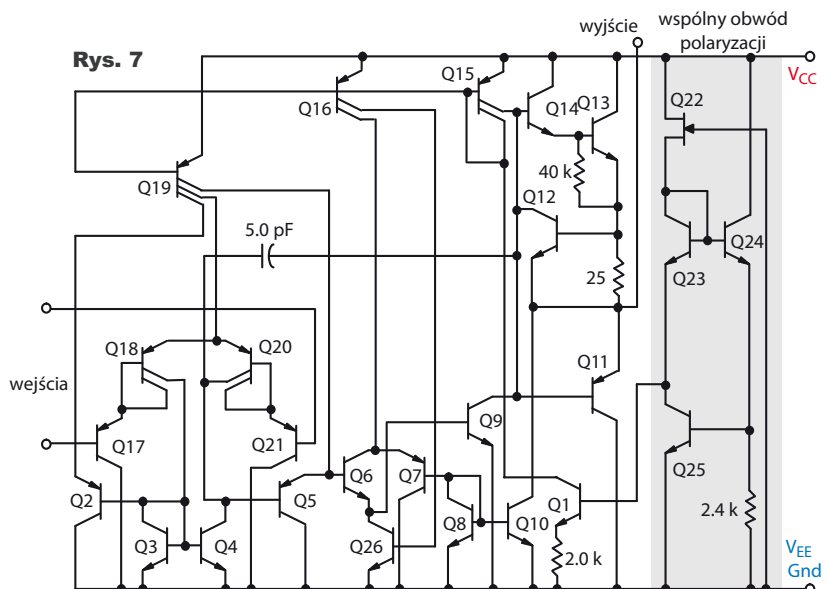 Rys. 7
wyjście
wspólny obwód
polaryzacji
V_CC
Q15
Q16
Q14
Q13
Q22
Q19
40 k
Q12
5.0 pF
25
Q23
Q24
Q18
Q20
Q11
wejścia
Q17
Q21
Q9
Q25
Q2
Q5
Q6
Q7
Q1
2.4 k
Q3
Q4
Q26
Q8
Q10
2.0 k
V_EE
Gnd